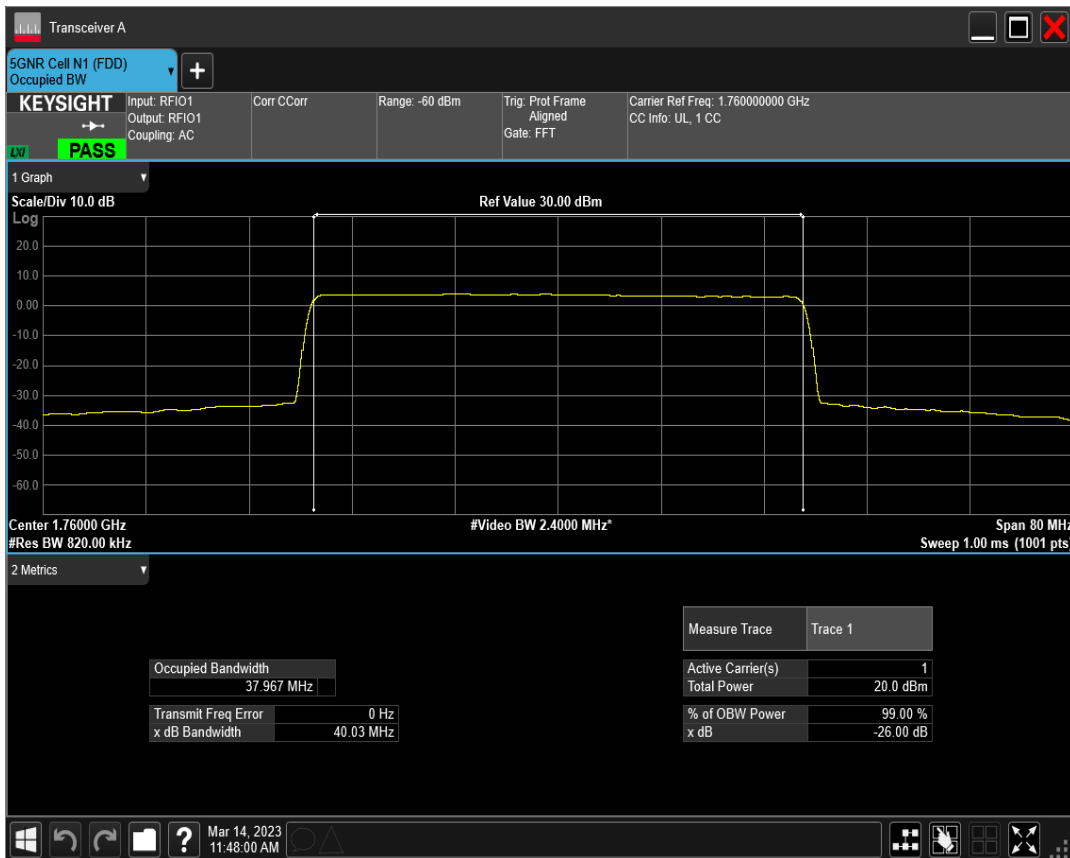 Transceiver A
5GNR Cell N1 (FDD)
Occupied BW
+
KEYSIGHT
LXI
PASS
Input: RFIO1
Output: RFIO1
Coupling: AC
Corr CCorr
Range: -60 dBm
Trig: Prot Frame
Aligned
Gate: FFT
Carrier Ref Freq: 1.760000000 GHz
CC Info: UL, 1 CC
1 Graph
Scale/Div 10.0 dB
Ref Value 30.00 dBm
Log
20.0
10.0
0.00
-10.0
-20.0
-30.0
-40.0
-50.0
-60.0
Center 1.76000 GHz
#Video BW 2.4000 MHz*
Span 80 MHz
#Res BW 820.00 kHz
Sweep 1.00 ms (1001 pts)
2 Metrics
Measure Trace Trace 1
Occupied Bandwidth
37.967 MHz
Active Carrier(s) 1
Total Power 20.0 dBm
Transmit Freq Error 0 Hz
x dB Bandwidth 40.03 MHz
% of OBW Power 99.00 %
x dB -26.00 dB
?
Mar 14, 2023
11:48:00 AM